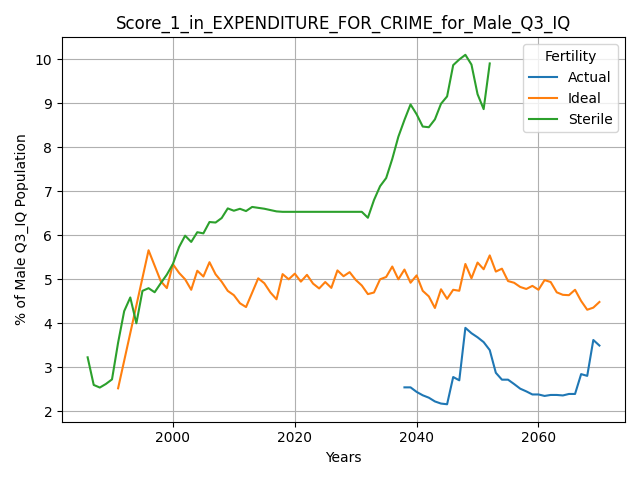 Score_1_in_EXPENDITURE_FOR_CRIME_for_Male_Q3_IQ
Fertility
Actual
Ideal
Sterile
% of Male Q3_IQ Population
10
9
8
7
6
5
4
3
2
2000
2020
2040
2060
Years